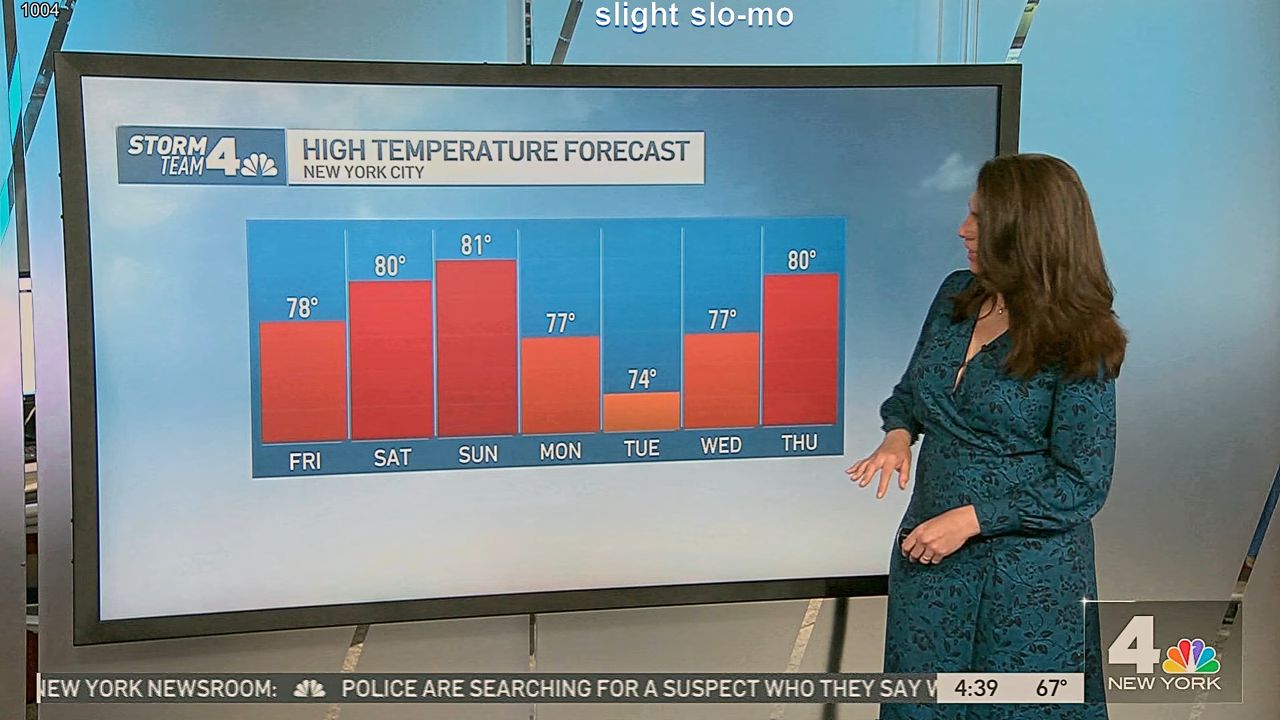 1004
slight slo-mo
STORM
TEAM 4
HIGH TEMPERATURE FORECAST
NEW YORK CITY
78° 80° 81° 77° 74° 77° 80°
FRI SAT SUN MON TUE WED THU
4
NEW YORK
NEW YORK NEWSROOM: POLICE ARE SEARCHING FOR A SUSPECT WHO THEY SAY
4:39 67°